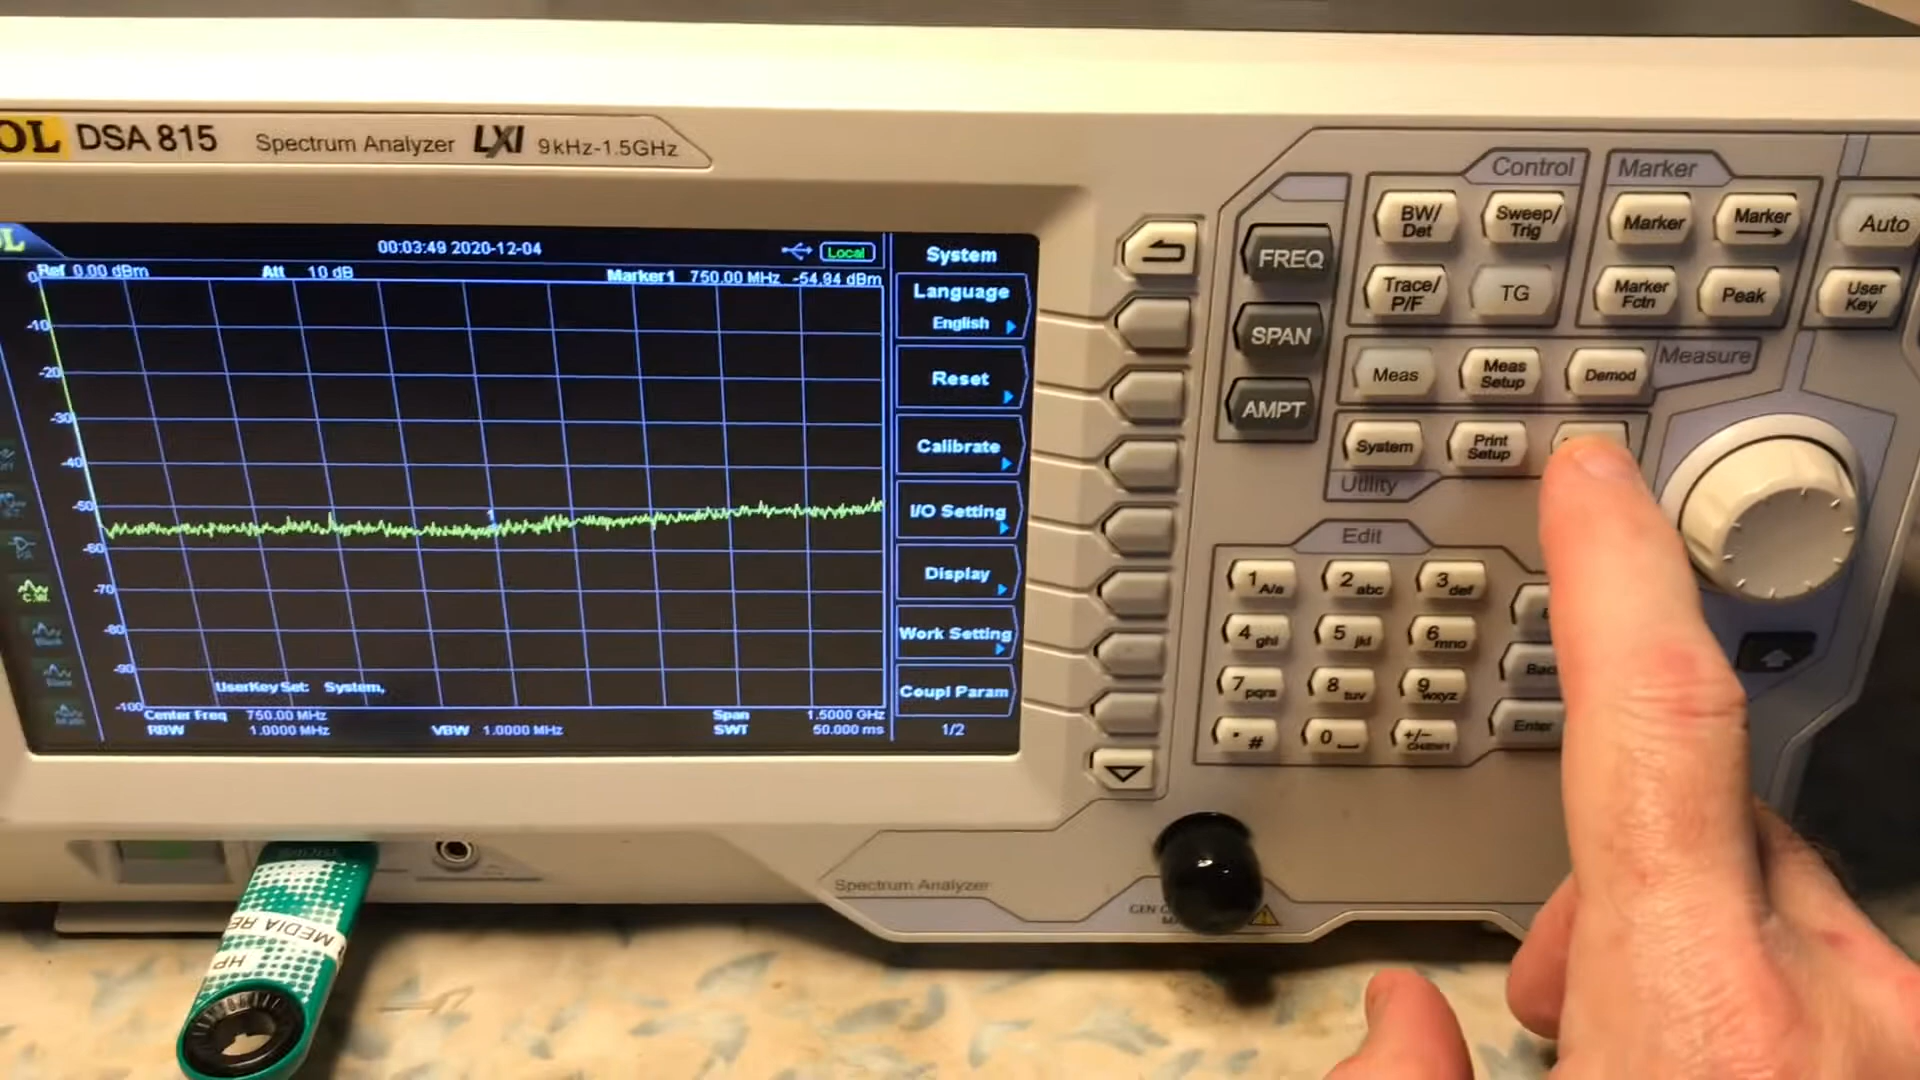 OL DSA 815 Spectrum Analyzer LXI 9kHz-1.5GHz
OL
00:03:49 2020-12-04 Local
Ref 0.00 dBm Att 10 dB Marker1 750.00 MHz -54.94 dBm
0
-10
-20
-30
-40
-50
-60
-70
-80
-90
-100
1
UserKey Set: System,
Center Freq 750.00 MHz Span 1.5000 GHz
RBW 1.0000 MHz VBW 1.0000 MHz SWT 50.000 ms
System
Language
English
Reset
Calibrate
I/O Setting
Display
Work Setting
Coupl Param
1/2
FREQ
SPAN
AMPT
Control
BW/
Det
Sweep/
Trig
Trace/
P/F
TG
Marker
Marker
Marker
Marker
Fctn
Peak
Auto
User
Key
Measure
Meas
Meas
Setup
Demod
System
Print
Setup
Utility
Edit
1 A/a
2 abc
3 def
4 ghi
5 jkl
6 mno
7 pqrs
8 tuv
9 wxyz
. #
0
+/-
Enter
Spectrum Analyzer
MEDIA RE
HP